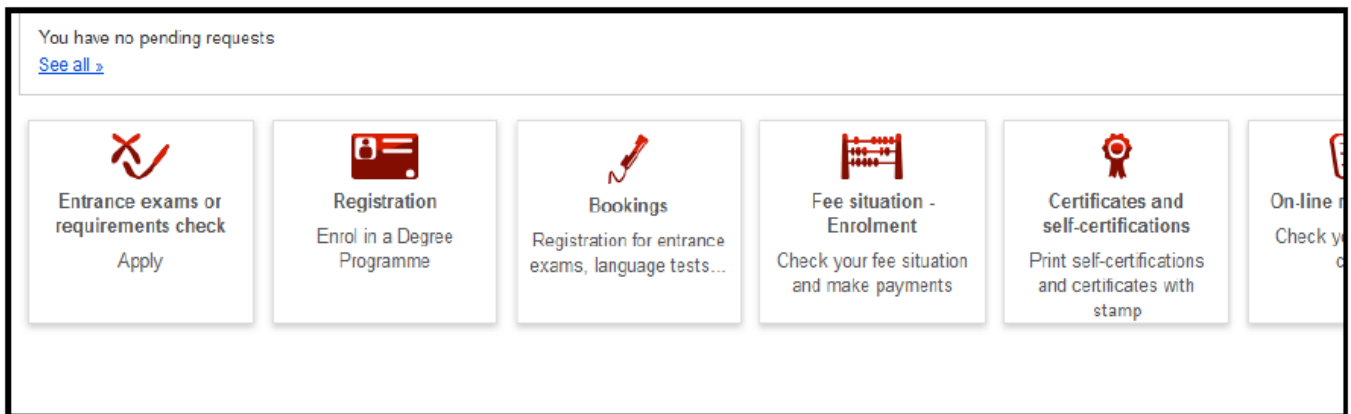 You have no pending requests
See all »
Entrance exams or
requirements check
Apply
Registration
Enrol in a Degree
Programme
Bookings
Registration for entrance
exams, language tests...
Fee situation -
Enrolment
Check your fee situation
and make payments
Certificates and
self-certifications
Print self-certifications
and certificates with
stamp
On-line
Check